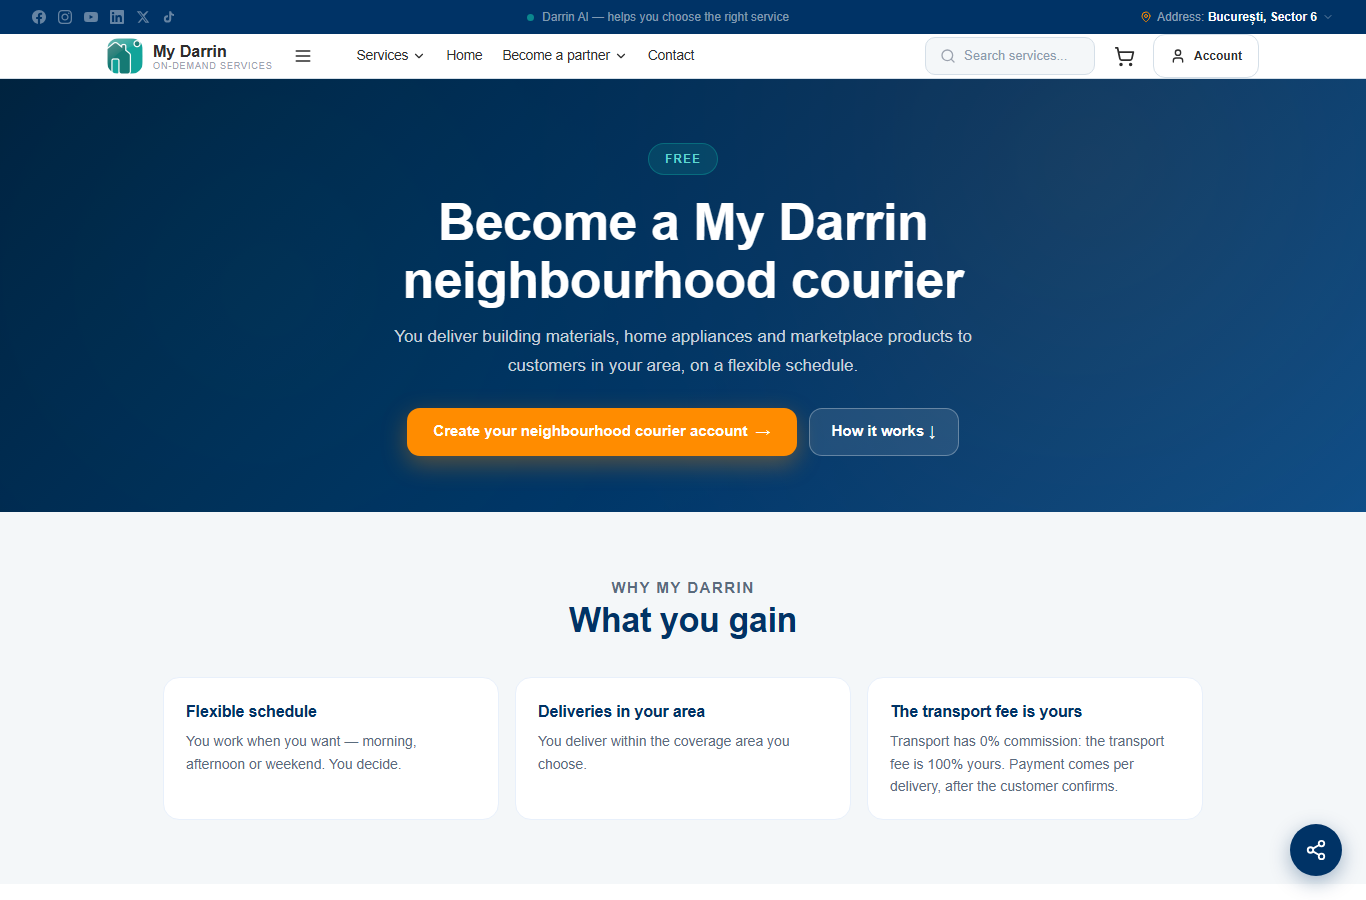 Darrin AI — helps you choose the right service
Address: București, Sector 6
My Darrin
ON-DEMAND SERVICES
Services
Home
Become a partner
Contact
Search services...
Account
FREE
Become a My Darrin
neighbourhood courier
You deliver building materials, home appliances and marketplace products to
customers in your area, on a flexible schedule.
Create your neighbourhood courier account →
How it works ↓
WHY MY DARRIN
What you gain
Flexible schedule
You work when you want — morning,
afternoon or weekend. You decide.
Deliveries in your area
You deliver within the coverage area you
choose.
The transport fee is yours
Transport has 0% commission: the transport
fee is 100% yours. Payment comes per
delivery, after the customer confirms.